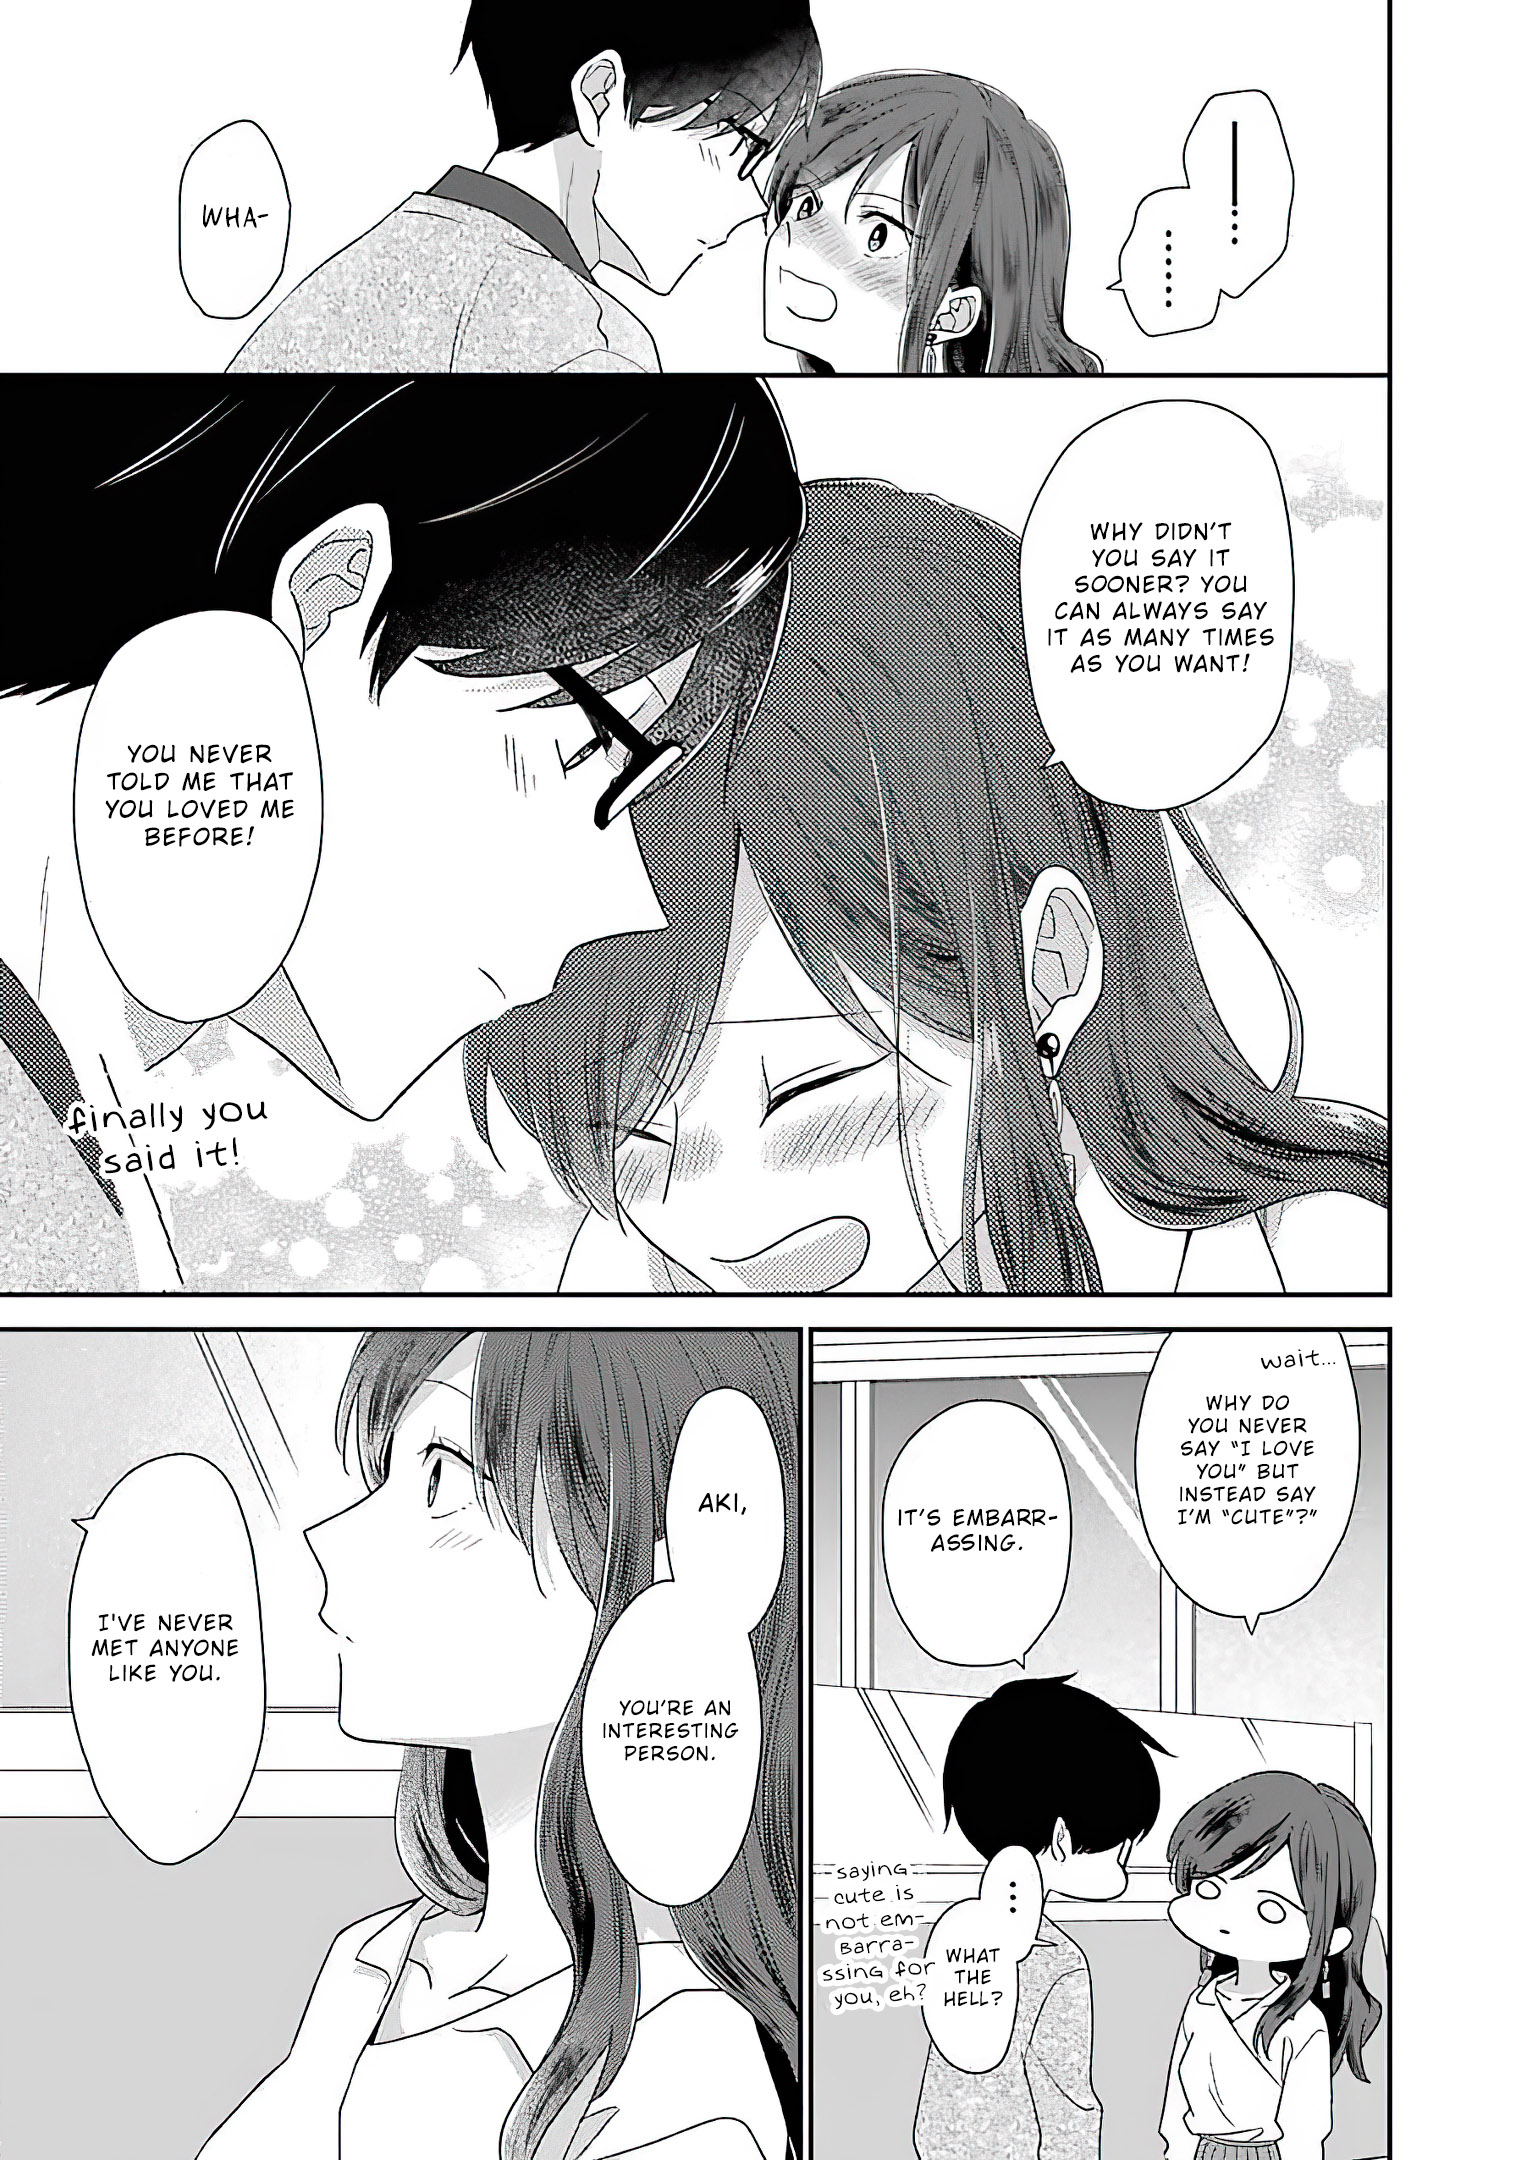 WHA-
WHY DIDN'T
YOU SAY IT
SOONER? YOU
CAN ALWAYS SAY
IT AS MANY TIMES
AS YOU WANT!
YOU NEVER
TOLD ME THAT
YOU LOVED ME
BEFORE!
finally you
said it!
wait...
WHY DO
YOU NEVER
SAY "I LOVE
YOU" BUT
INSTEAD SAY
I'M "CUTE"?"
IT'S EMBARR-
ASSING.
...
WHAT
THE
HELL?
saying
cute is
not em-
Barra-
ssing for
you, eh?
AKI,
YOU'RE AN
INTERESTING
PERSON.
I'VE NEVER
MET ANYONE
LIKE YOU.